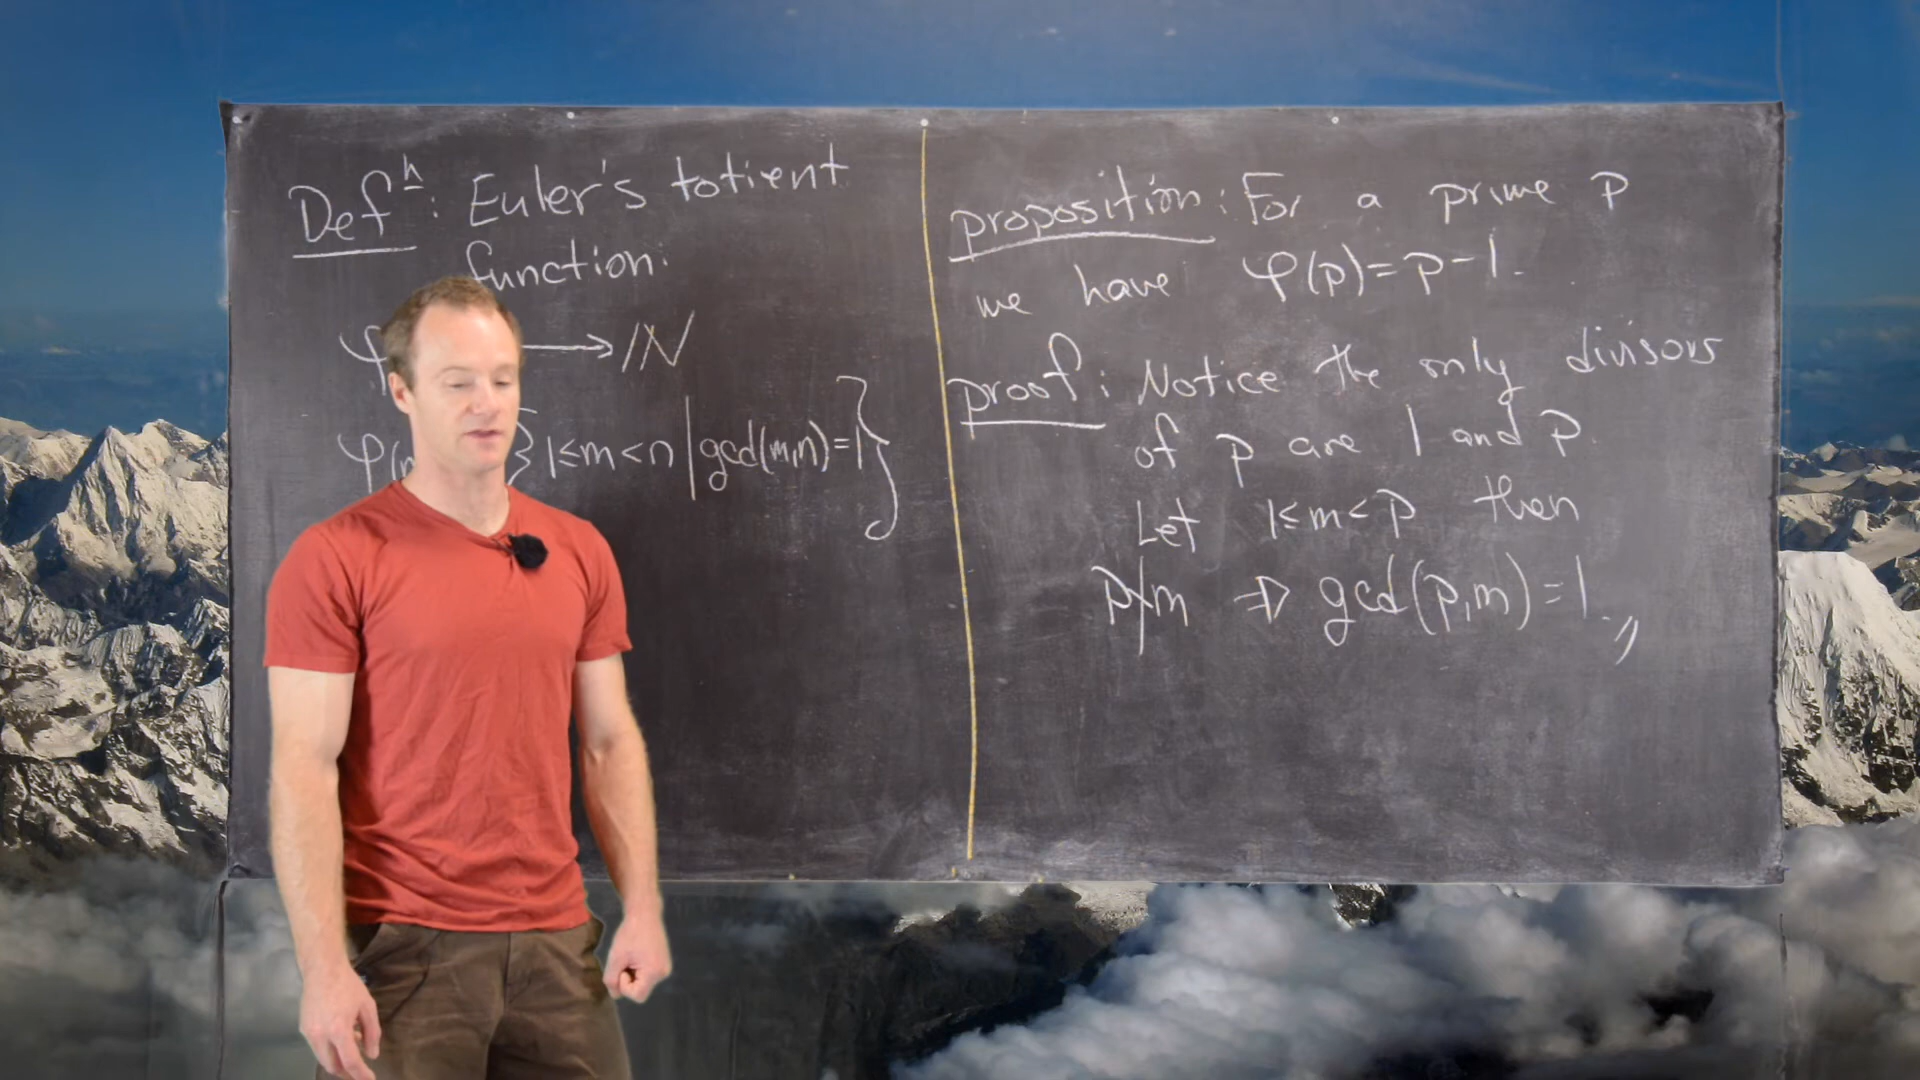 Defⁿ: Euler's totient
function:
φ → ℕ
φ(n } 1≤m<n | gcd(m,n)=1}
proposition: For a prime p
we have φ(p)=p-1.
proof: Notice the only divisors
of p are 1 and p.
Let 1≤m<p then
p∤m ⇒ gcd(p,m)=1.